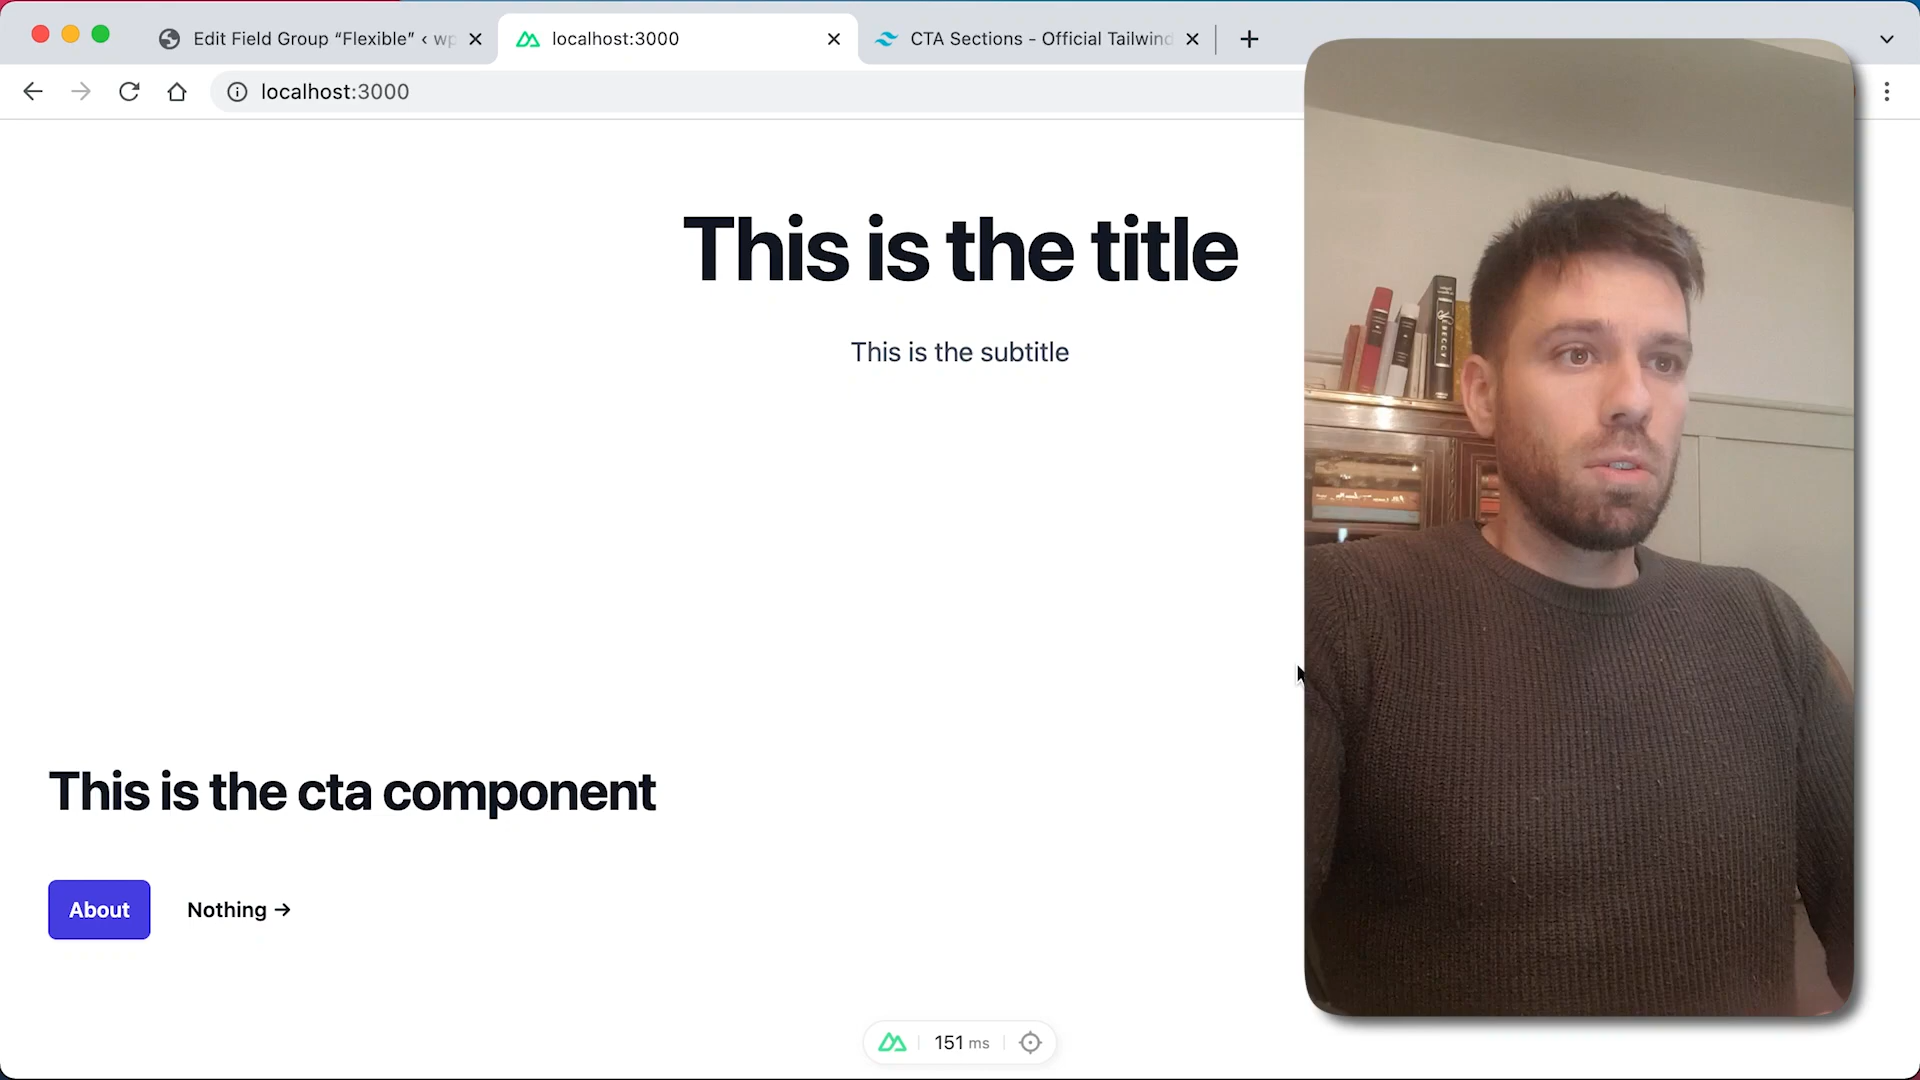 Edit Field Group “Flexible” ‹ wp
localhost:3000
CTA Sections - Official Tailwind
localhost:3000
This is the title
This is the subtitle
This is the cta component
About
Nothing →
151 ms